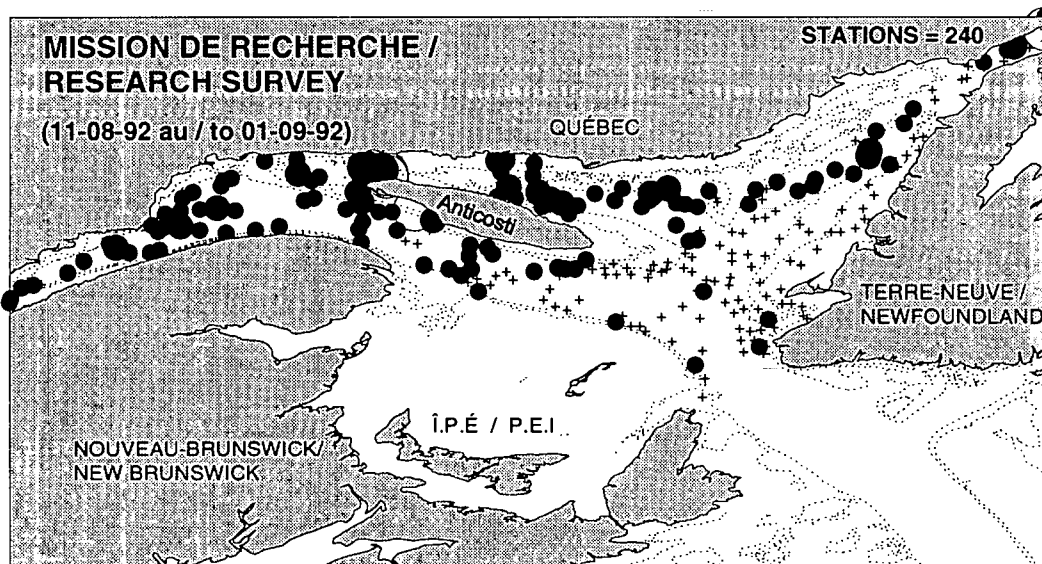 MISSION DE RECHERCHE /
RESEARCH SURVEY
STATIONS = 240
(11-08-92 au / to 01-09-92)
QUÉBEC
Anticosti
TERRE-NEUVE /
NEWFOUNDLAND
Î.P.É / P.E.I
NOUVEAU-BRUNSWICK/
NEW BRUNSWICK